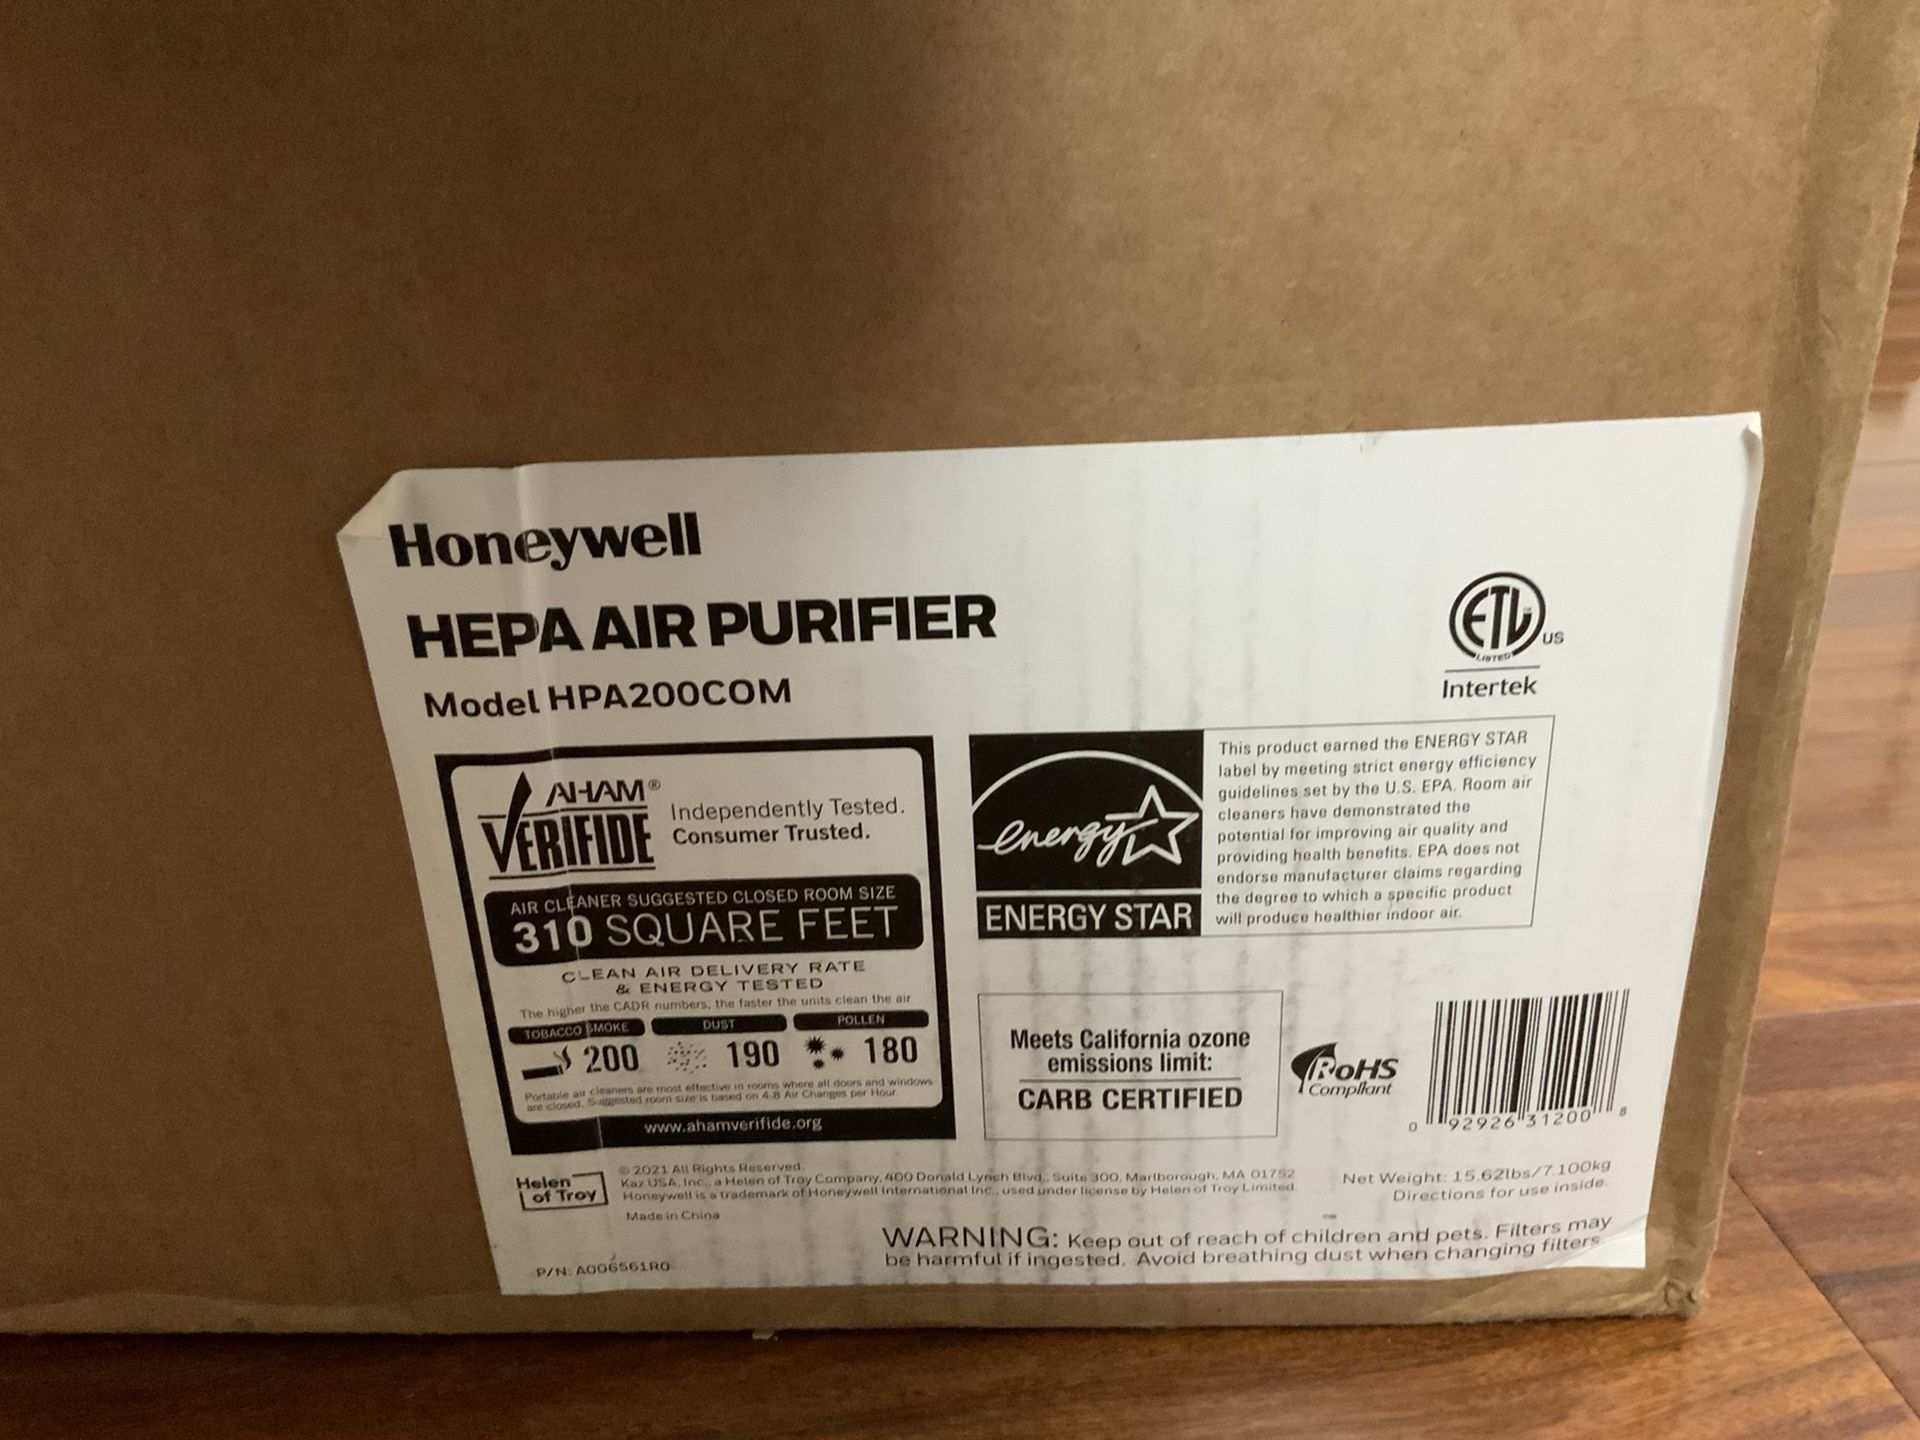 Honeywell
HEPA AIR PURIFIER
Model HPA200COM
ETL
LISTED
US
Intertek
AHAM®
VERIFIDE
Independently Tested.
Consumer Trusted.
AIR CLEANER SUGGESTED CLOSED ROOM SIZE
310 SQUARE FEET
CLEAN AIR DELIVERY RATE
& ENERGY TESTED
The higher the CADR numbers, the faster the units clean the air
TOBACCO SMOKE DUST POLLEN
200 190 180
Portable air cleaners are most effective in rooms where all doors and windows
are closed. Suggested room size is based on 4.8 Air Changes per Hour.
www.ahamverifide.org
energy
ENERGY STAR
This product earned the ENERGY STAR
label by meeting strict energy efficiency
guidelines set by the U.S. EPA. Room air
cleaners have demonstrated the
potential for improving air quality and
providing health benefits. EPA does not
endorse manufacturer claims regarding
the degree to which a specific product
will produce healthier indoor air.
Meets California ozone
emissions limit:
CARB CERTIFIED
RoHS
Compliant
0 92926 31200 8
Helen
of Troy
© 2021 All Rights Reserved.
Kaz USA, Inc., a Helen of Troy Company, 400 Donald Lynch Blvd., Suite 300, Marlborough, MA 01752
Honeywell is a trademark of Honeywell International Inc., used under license by Helen of Troy Limited.
Made in China
Net Weight: 15.62lbs/7.100kg
Directions for use inside.
P/N: A006561R0
WARNING: Keep out of reach of children and pets. Filters may
be harmful if ingested. Avoid breathing dust when changing filters.